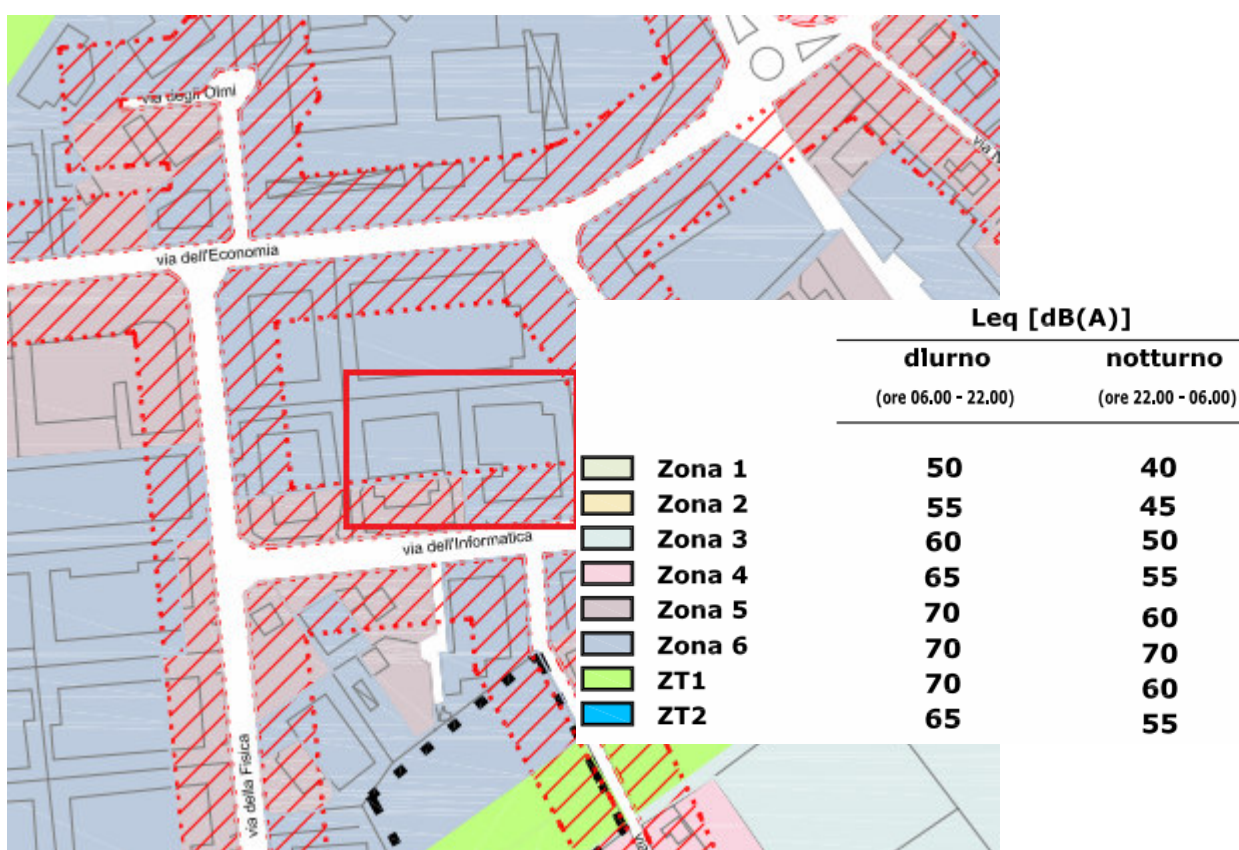 via degli Olmi
via dell'Economia
via dell'Informatica
via della Fisica
Leq [dB(A)]
diurno notturno
(ore 06.00 - 22.00) (ore 22.00 - 06.00)
Zona 1 50 40
Zona 2 55 45
Zona 3 60 50
Zona 4 65 55
Zona 5 70 60
Zona 6 70 70
ZT1 70 60
ZT2 65 55